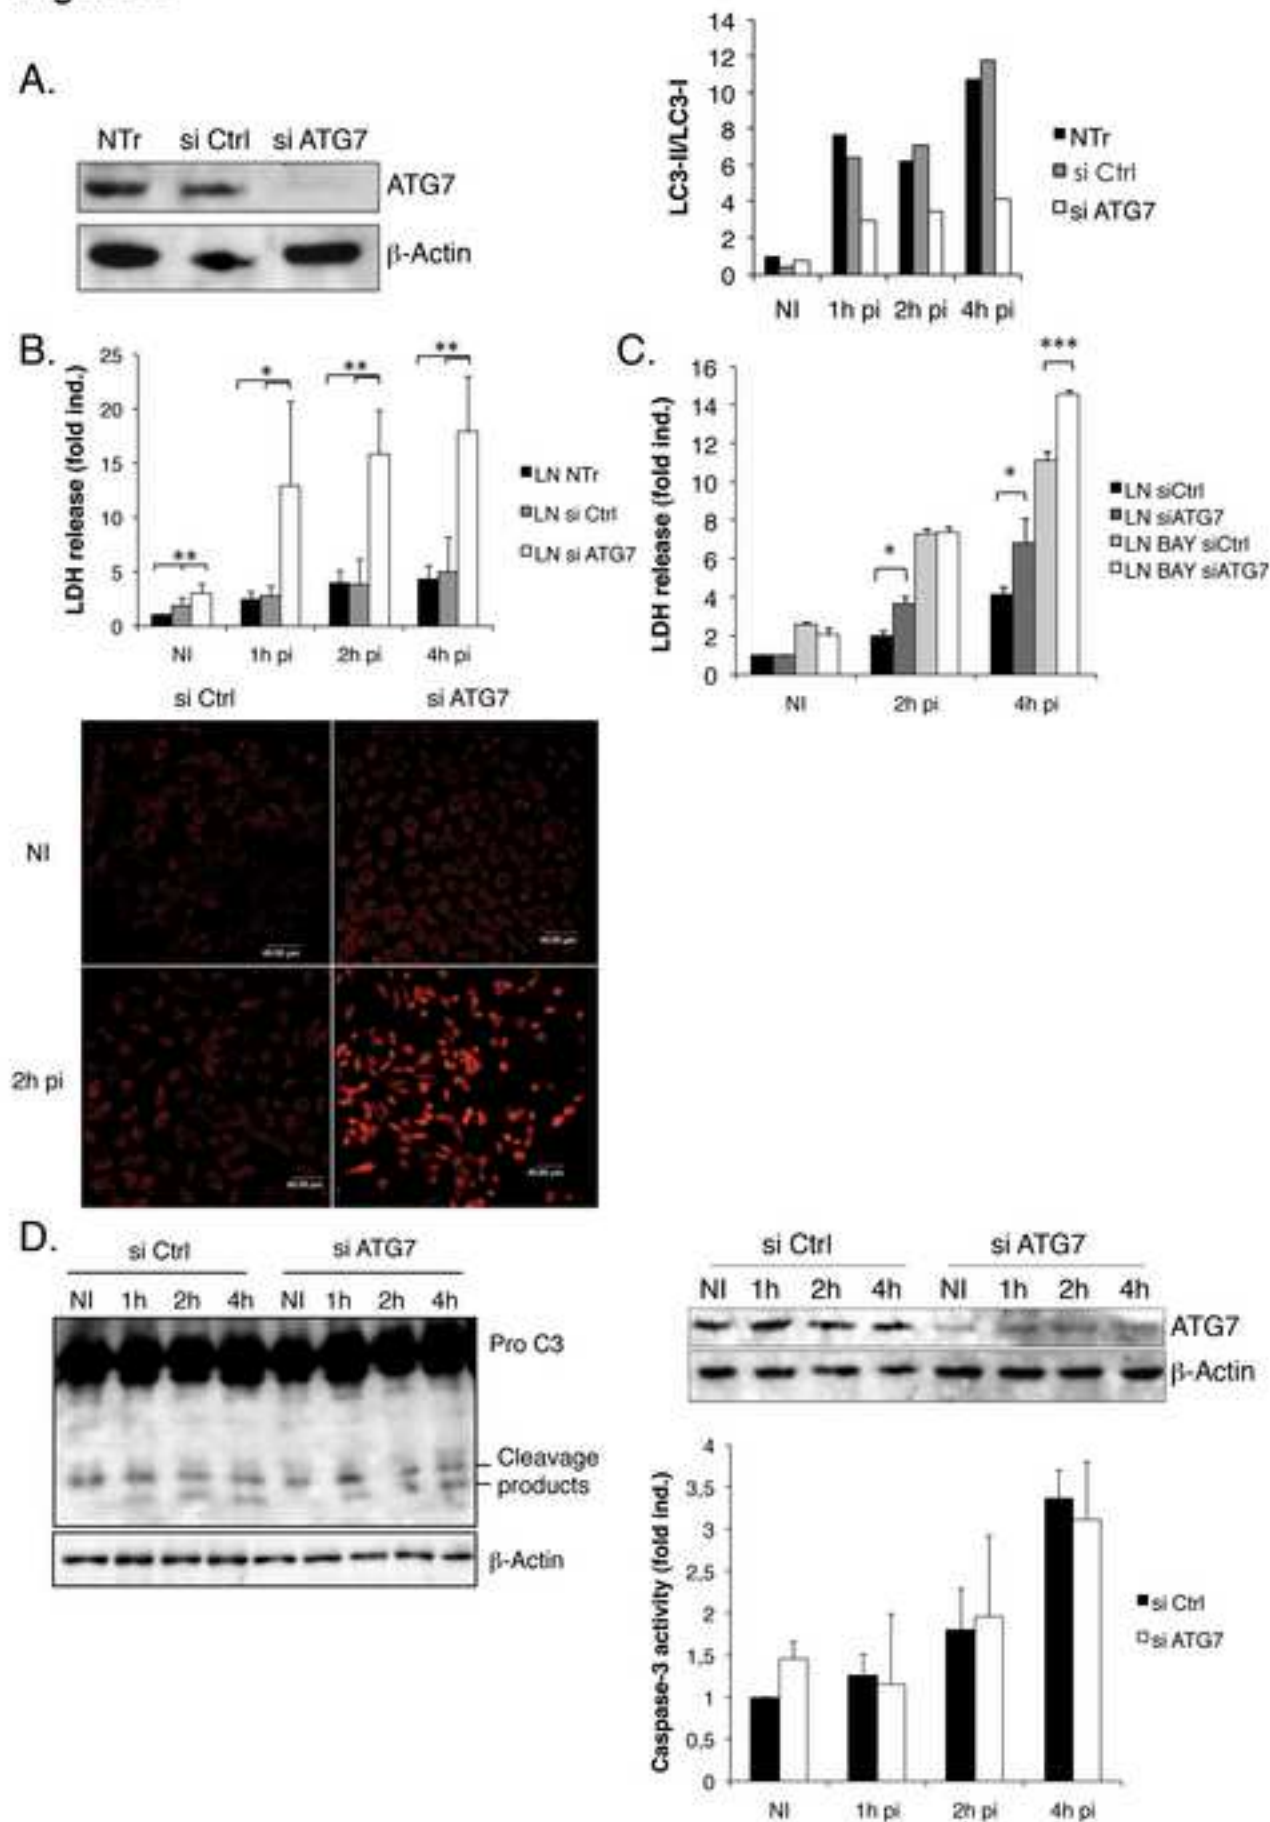 A.
NTr si Ctrl si ATG7
ATG7
β-Actin
LC3-II/LC3-I
14
12
10
8
6
4
2
0
NI 1h pi 2h pi 4h pi
NTr
si Ctrl
si ATG7
B.
LDH release (fold ind.)
25
20
15
10
5
0
** * ** **
NI 1h pi 2h pi 4h pi
LN NTr
LN si Ctrl
LN si ATG7
si Ctrl si ATG7
NI
2h pi
C.
LDH release (fold ind.)
16
14
12
10
8
6
4
2
0
* * ***
NI 2h pi 4h pi
LN siCtrl
LN siATG7
LN BAY siCtrl
LN BAY siATG7
D.
si Ctrl si ATG7
NI 1h 2h 4h NI 1h 2h 4h
Pro C3
Cleavage
products
β-Actin
si Ctrl si ATG7
NI 1h 2h 4h NI 1h 2h 4h
ATG7
β-Actin
Caspase-3 activity (fold ind.)
4
3,5
3
2,5
2
1,5
1
0,5
0
NI 1h pi 2h pi 4h pi
si Ctrl
si ATG7